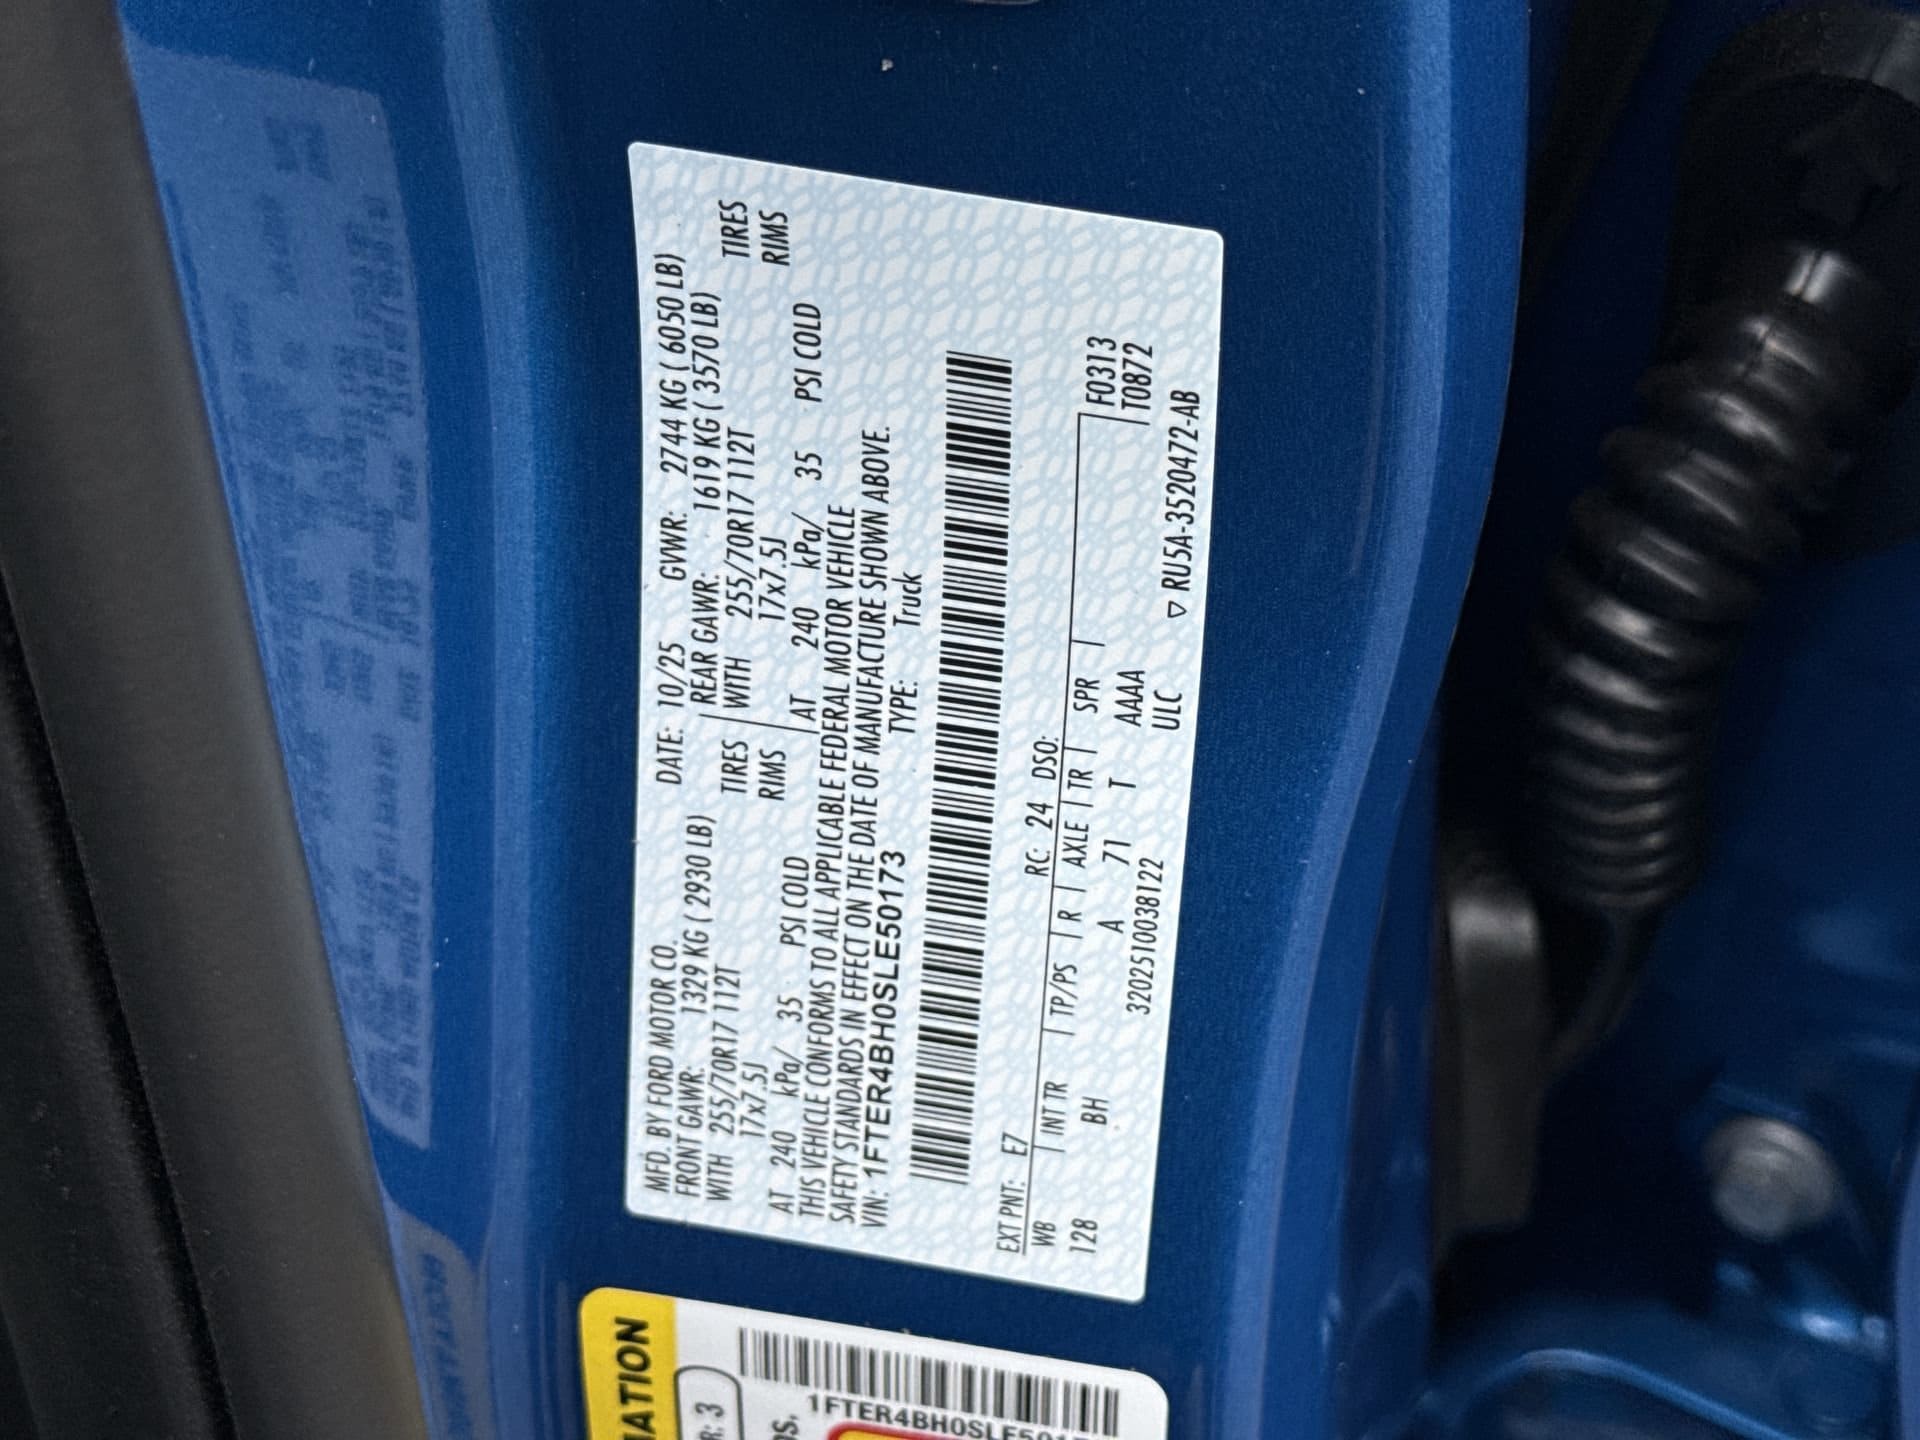 MFD. BY FORD MOTOR CO. DATE: 10/25 GVWR: 2744 KG ( 6050 LB)
FRONT GAWR: 1329 KG ( 2930 LB) REAR GAWR: 1619 KG ( 3570 LB)
WITH 255/70R17 112T TIRES WITH 255/70R17 112T TIRES
17x7.5J RIMS 17x7.5J RIMS
AT 240 kPa/ 35 PSI COLD AT 240 kPa/ 35 PSI COLD
THIS VEHICLE CONFORMS TO ALL APPLICABLE FEDERAL MOTOR VEHICLE
SAFETY STANDARDS IN EFFECT ON THE DATE OF MANUFACTURE SHOWN ABOVE.
VIN: 1FTER4BH0SLE50173 TYPE: Truck
EXT PNT: E7 RC: 24 DSO:
WB INT TR TP/PS R AXLE TR SPR F0313
128 BH A 71 T AAAA T0872
3202510038122 ULC
▽ RU5A-3520472-AB
MATION
R: 3
1FTER4BH0SLE501
OS.